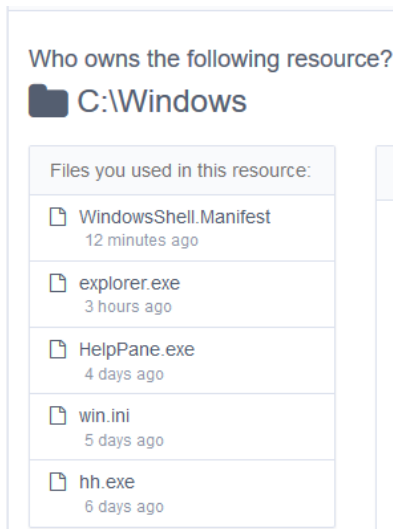 Who owns the following resource?
C:\Windows
Files you used in this resource:
WindowsShell.Manifest
12 minutes ago
explorer.exe
3 hours ago
HelpPane.exe
4 days ago
win.ini
5 days ago
hh.exe
6 days ago